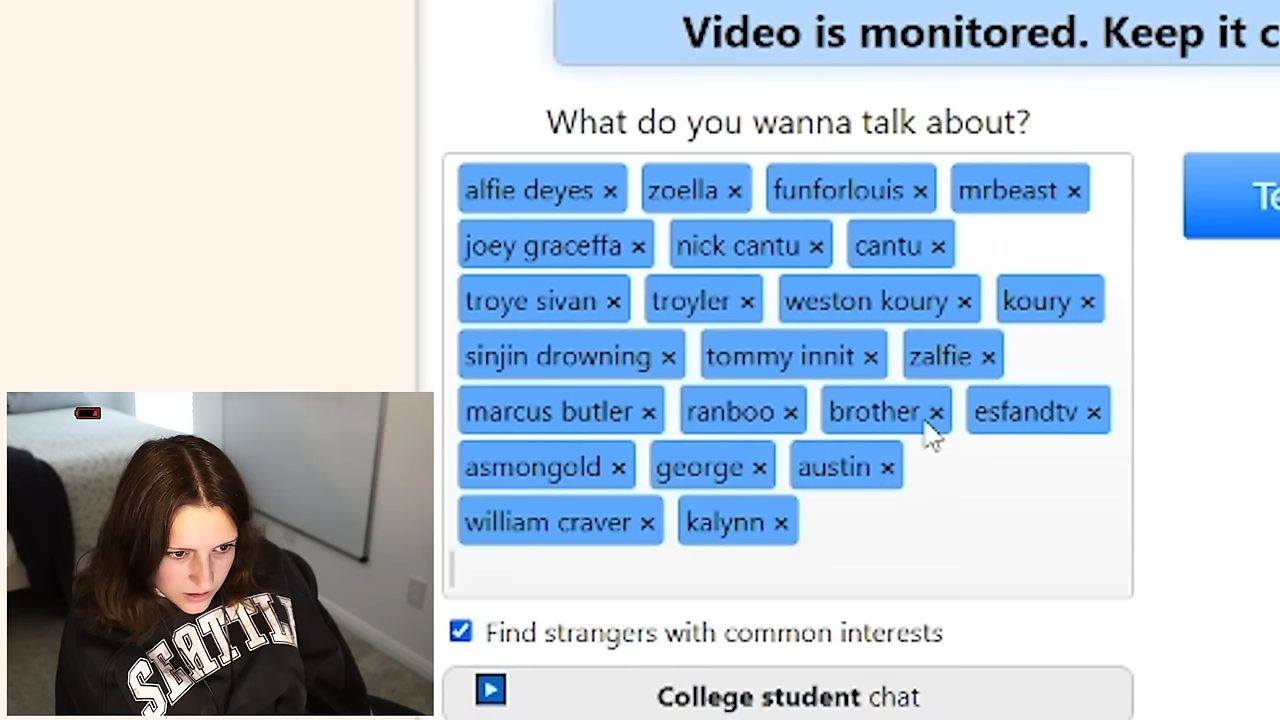 Video is monitored. Keep it c
What do you wanna talk about?
alfie deyes × zoella × funforlouis × mrbeast ×
Te
joey graceffa × nick cantu × cantu ×
troye sivan × troyler × weston koury × koury ×
sinjin drowning × tommy innit × zalfie ×
marcus butler × ranboo × brother × esfandtv ×
asmongold × george × austin ×
william craver × kalynn ×
SEATTL
Find strangers with common interests
College student chat